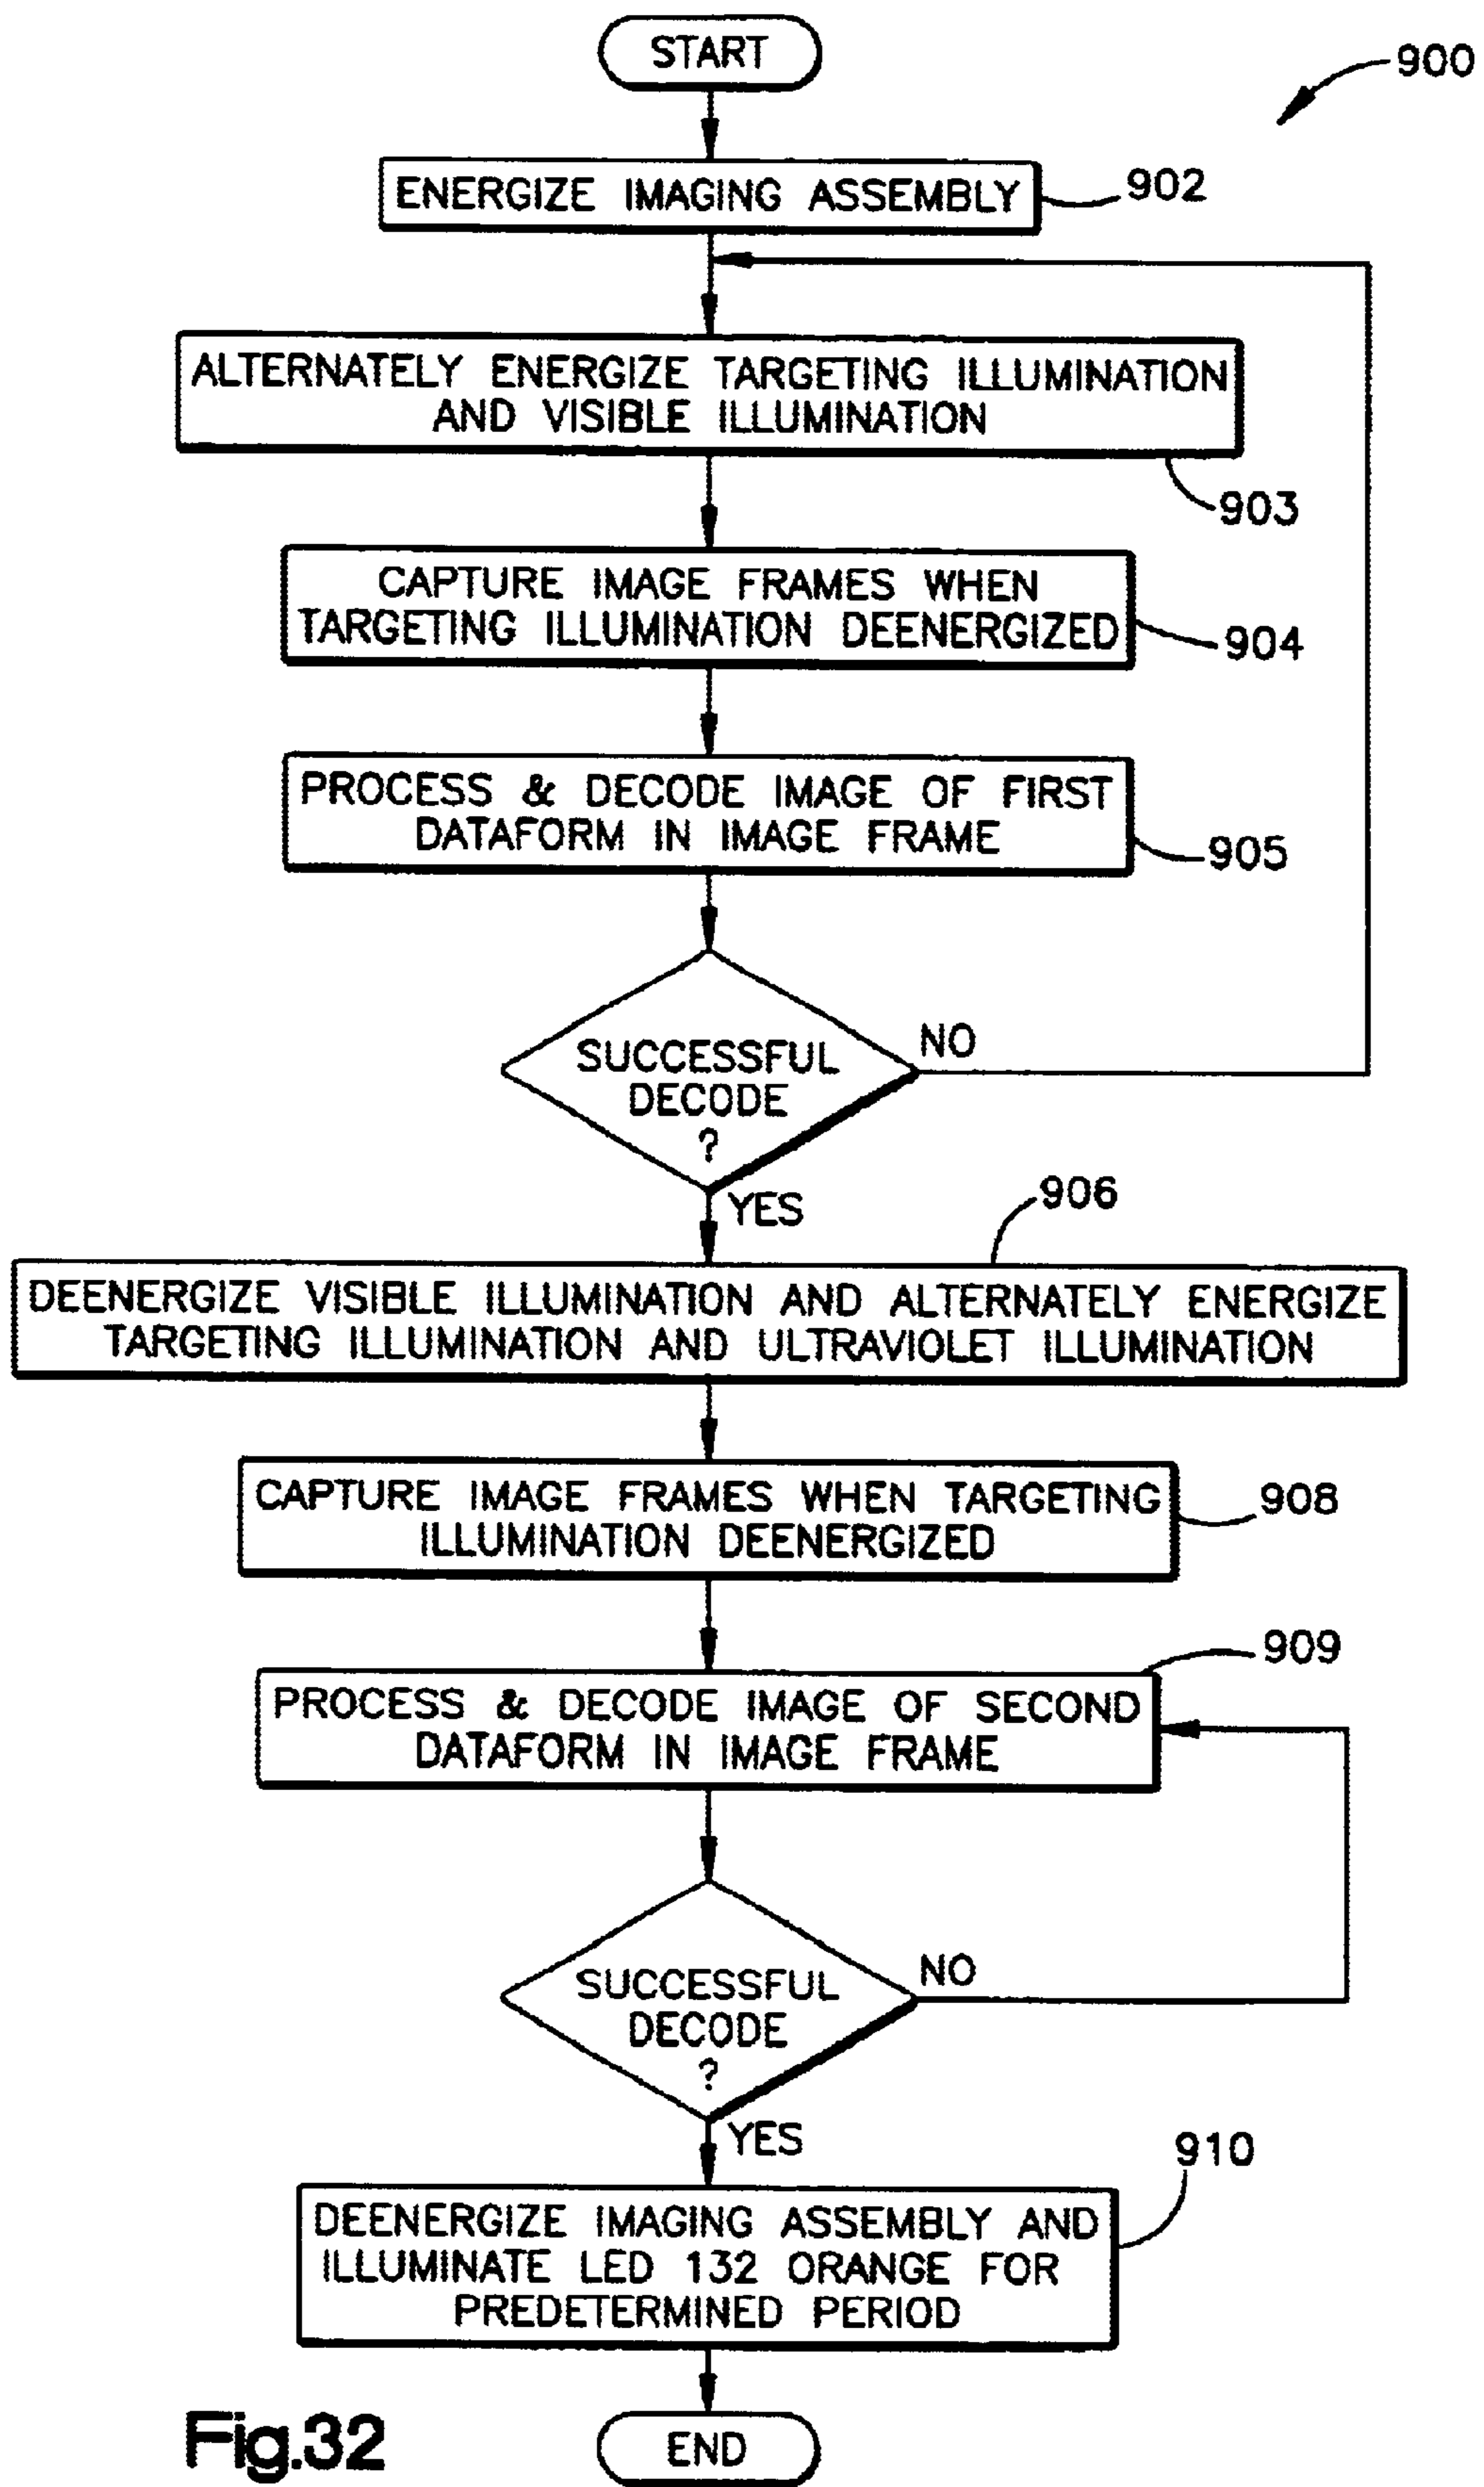 START
900
ENERGIZE IMAGING ASSEMBLY
902
ALTERNATELY ENERGIZE TARGETING ILLUMINATION
AND VISIBLE ILLUMINATION
903
CAPTURE IMAGE FRAMES WHEN
TARGETING ILLUMINATION DEENERGIZED
904
PROCESS & DECODE IMAGE OF FIRST
DATAFORM IN IMAGE FRAME
905
SUCCESSFUL
DECODE
?
NO
YES
906
DEENERGIZE VISIBLE ILLUMINATION AND ALTERNATELY ENERGIZE
TARGETING ILLUMINATION AND ULTRAVIOLET ILLUMINATION
CAPTURE IMAGE FRAMES WHEN TARGETING
ILLUMINATION DEENERGIZED
908
909
PROCESS & DECODE IMAGE OF SECOND
DATAFORM IN IMAGE FRAME
SUCCESSFUL
DECODE
?
NO
YES
910
DEENERGIZE IMAGING ASSEMBLY AND
ILLUMINATE LED 132 ORANGE FOR
PREDETERMINED PERIOD
END
Fig.32